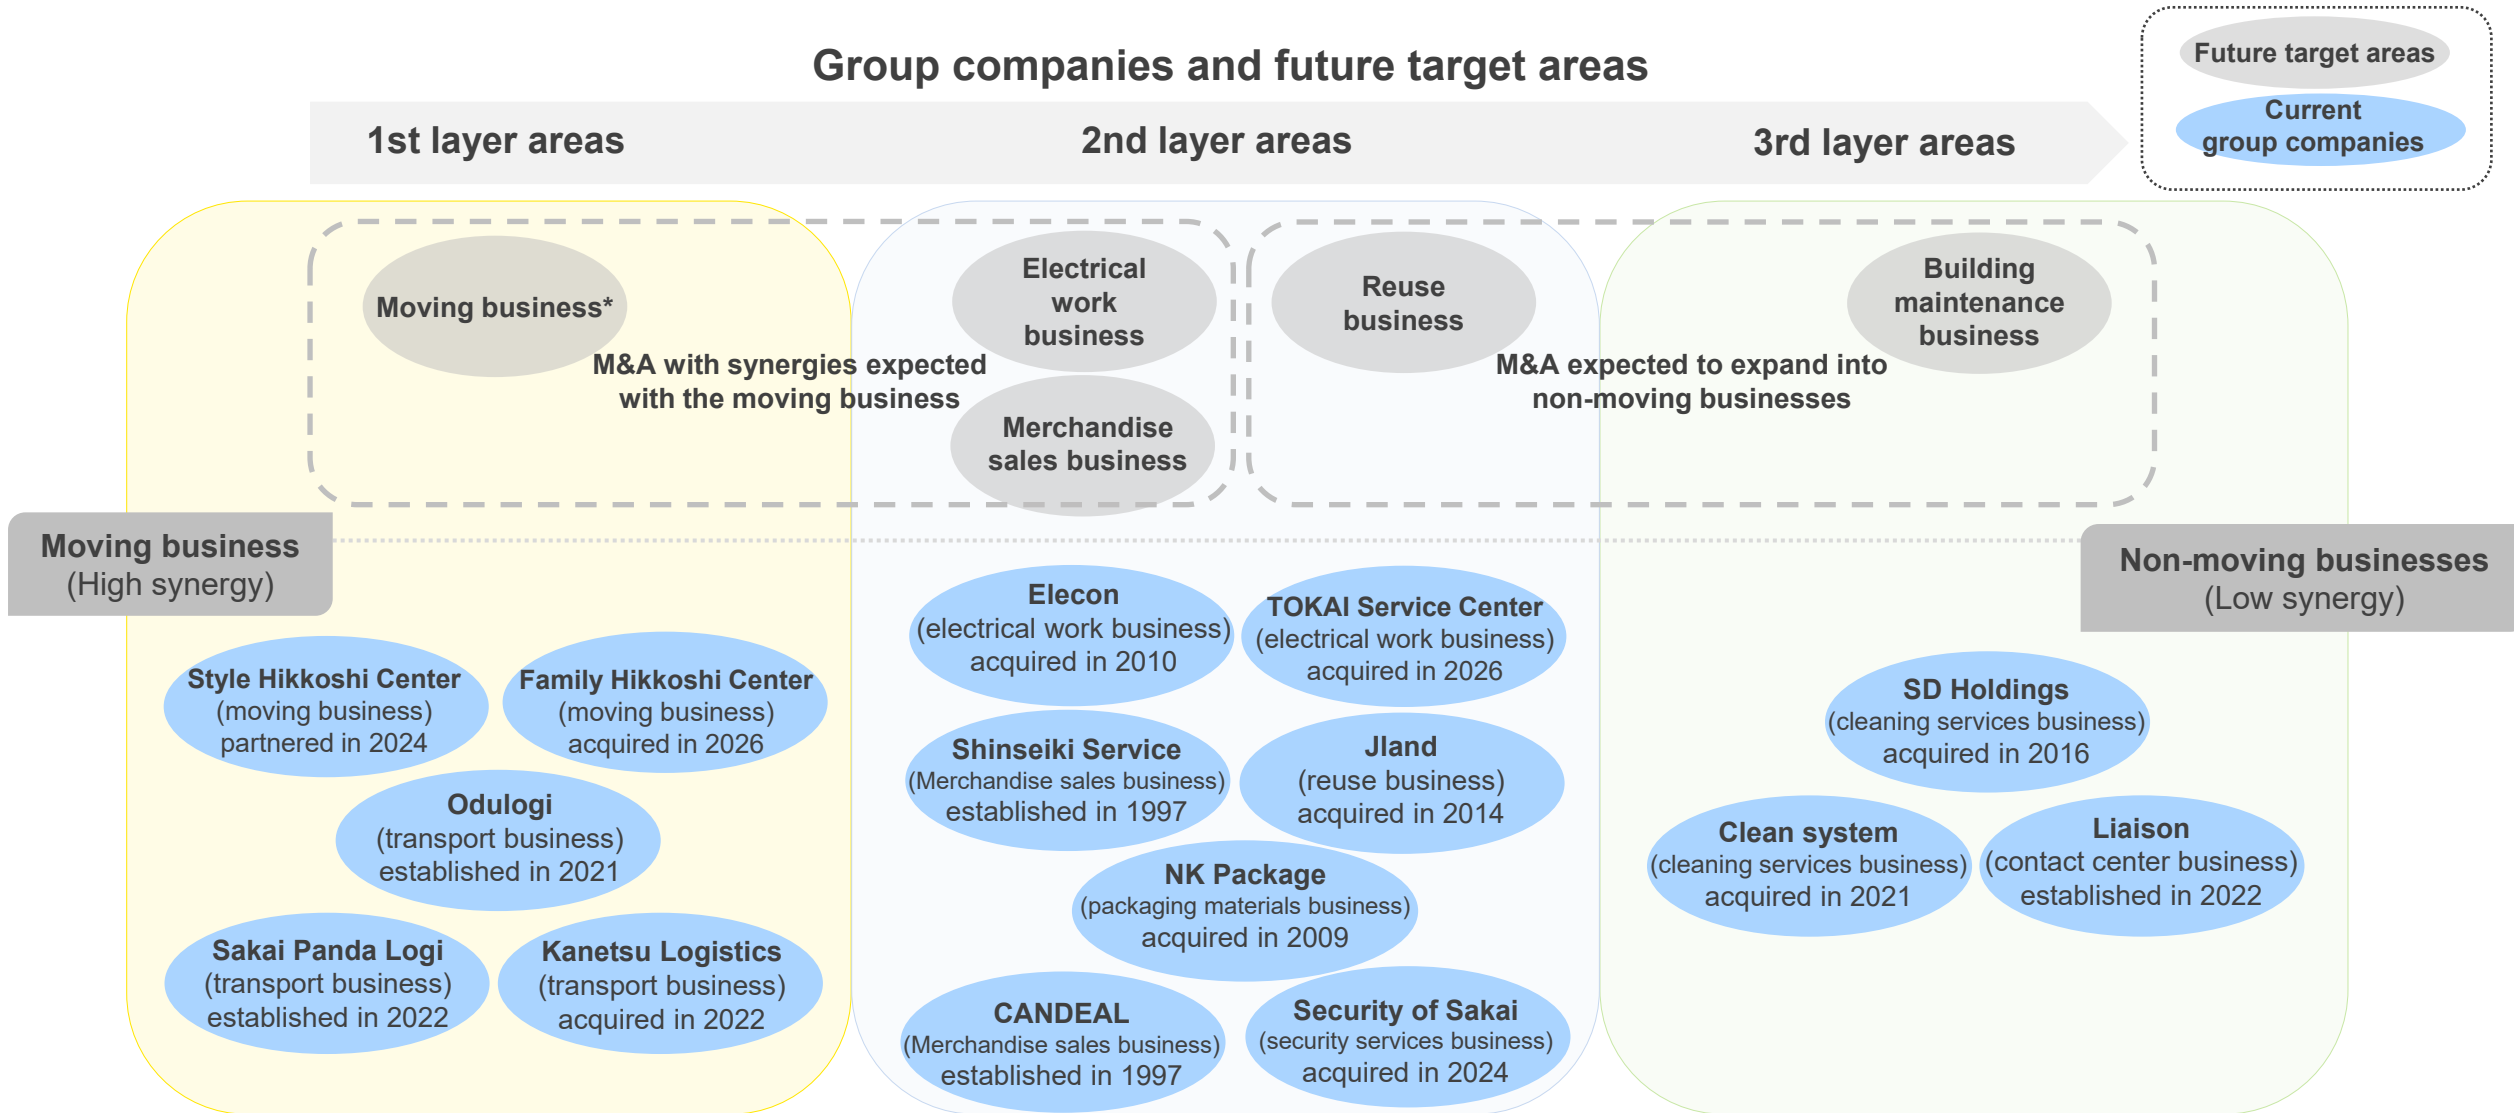 Group companies and future target areas
Future target areas
Current
group companies
1st layer areas
2nd layer areas
3rd layer areas
Moving business*
Electrical
work
business
Reuse
business
Building
maintenance
business
M&A with synergies expected
with the moving business
M&A expected to expand into
non-moving businesses
Merchandise
sales business
Moving business
(High synergy)
Non-moving businesses
(Low synergy)
Style Hikkoshi Center
(moving business)
partnered in 2024
Family Hikkoshi Center
(moving business)
acquired in 2026
Odulogi
(transport business)
established in 2021
Sakai Panda Logi
(transport business)
established in 2022
Kanetsu Logistics
(transport business)
acquired in 2022
Elecon
(electrical work business)
acquired in 2010
TOKAI Service Center
(electrical work business)
acquired in 2026
Shinseiki Service
(Merchandise sales business)
established in 1997
Jland
(reuse business)
acquired in 2014
NK Package
(packaging materials business)
acquired in 2009
CANDEAL
(Merchandise sales business)
established in 1997
Security of Sakai
(security services business)
acquired in 2024
SD Holdings
(cleaning services business)
acquired in 2016
Clean system
(cleaning services business)
acquired in 2021
Liaison
(contact center business)
established in 2022